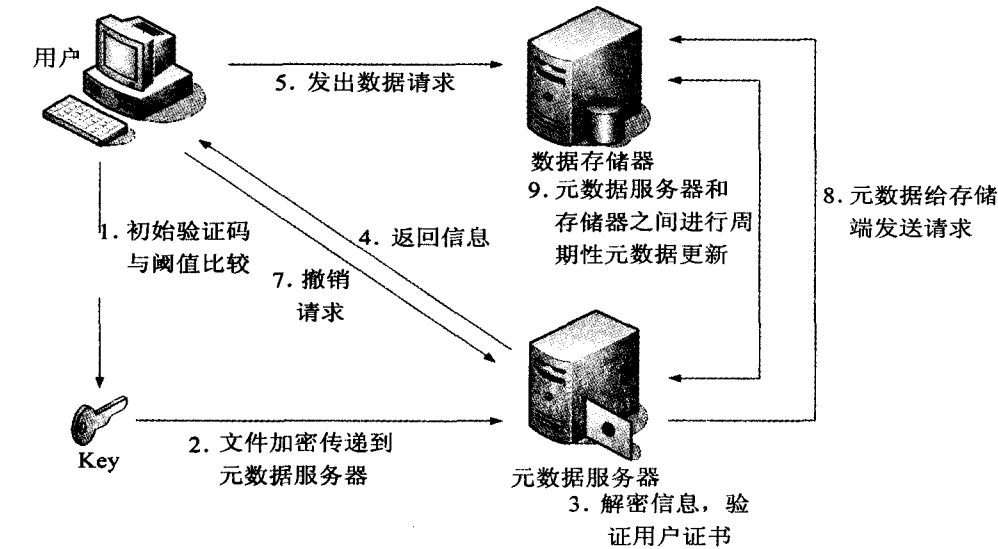 用户
5. 发出数据请求
数据存储器
9. 元数据服务器和
存储器之间进行周
期性元数据更新
8. 元数据给存储
端发送请求
1. 初始验证码
与阈值比较
4. 返回信息
7. 撤销
请求
Key
2. 文件加密传递到
元数据服务器
元数据服务器
3. 解密信息，验
证用户证书